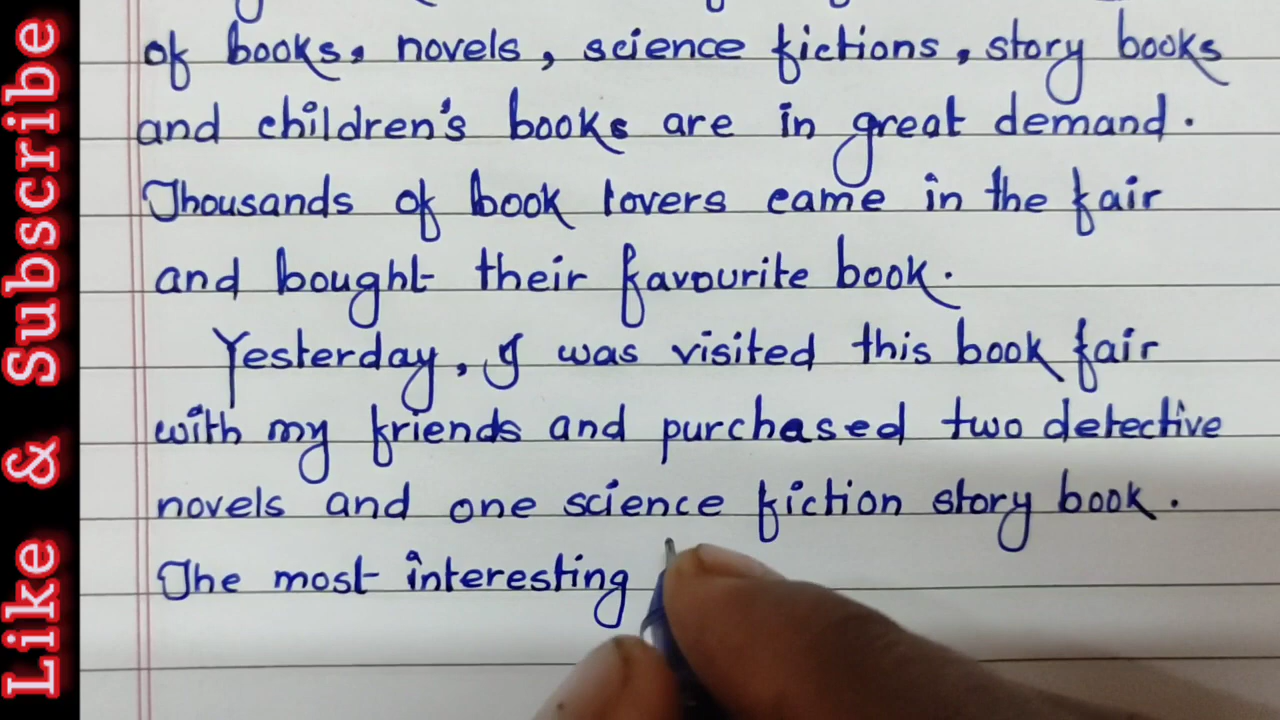 Like & Subscribe
of books, novels, science fictions, story books
and children's books are in great demand.
Thousands of book lovers came in the fair
and bought their favourite book.
Yesterday, I was visited this book fair
with my friends and purchased two detective
novels and one science fiction story book.
The most interesting